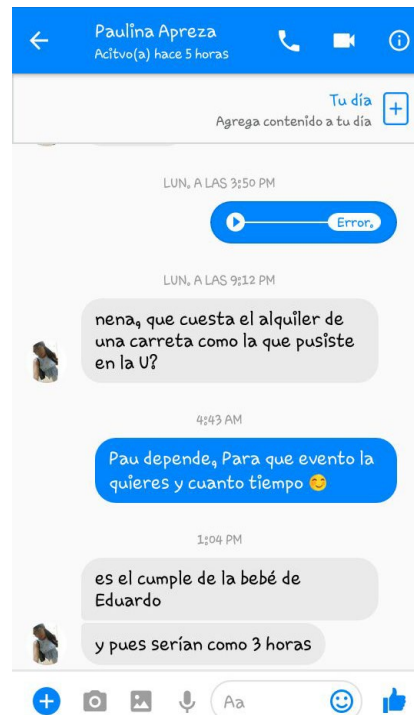 Paulina Apreza
Acitvo(a) hace 5 horas
Tu día
Agrega contenido a tu día
LUN, A LAS 3:50 PM
Error.
LUN, A LAS 9:12 PM
nena, que cuesta el alquiler de
una carreta como la que pusiste
en la U?
4:43 AM
Pau depende, Para que evento la
quieres y cuanto tiempo 😊
1:04 PM
es el cumple de la bebé de
Eduardo
y pues serían como 3 horas
Aa